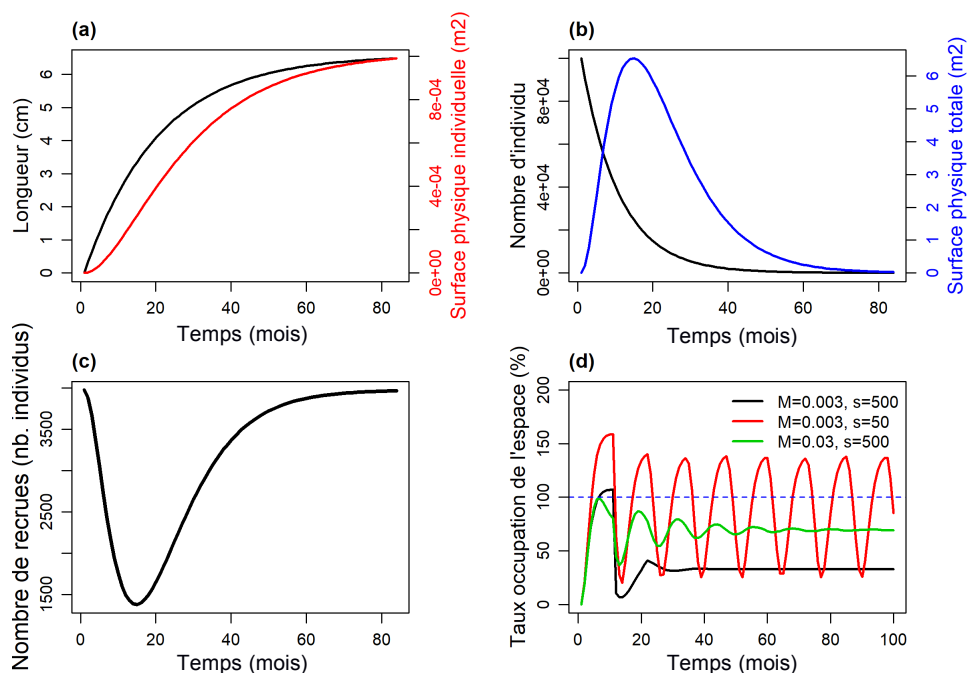 (a)
Longueur (cm)
0 1 2 3 4 5 6
0 20 40 60 80
Temps (mois)
0e+00 4e-04 8e-04
Surface physique individuelle (m2)
(b)
Nombre d'individu
0e+00 4e+04 8e+04
0 20 40 60 80
Temps (mois)
0 1 2 3 4 5 6
Surface physique totale (m2)
(c)
Nombre de recrues (nb. individus)
1500 2500 3500
0 20 40 60 80
Temps (mois)
(d)
Taux occupation de l'espace (%)
0 50 100 150 200
M=0.003, s=500
M=0.003, s=50
M=0.03, s=500
0 20 40 60 80 100
Temps (mois)